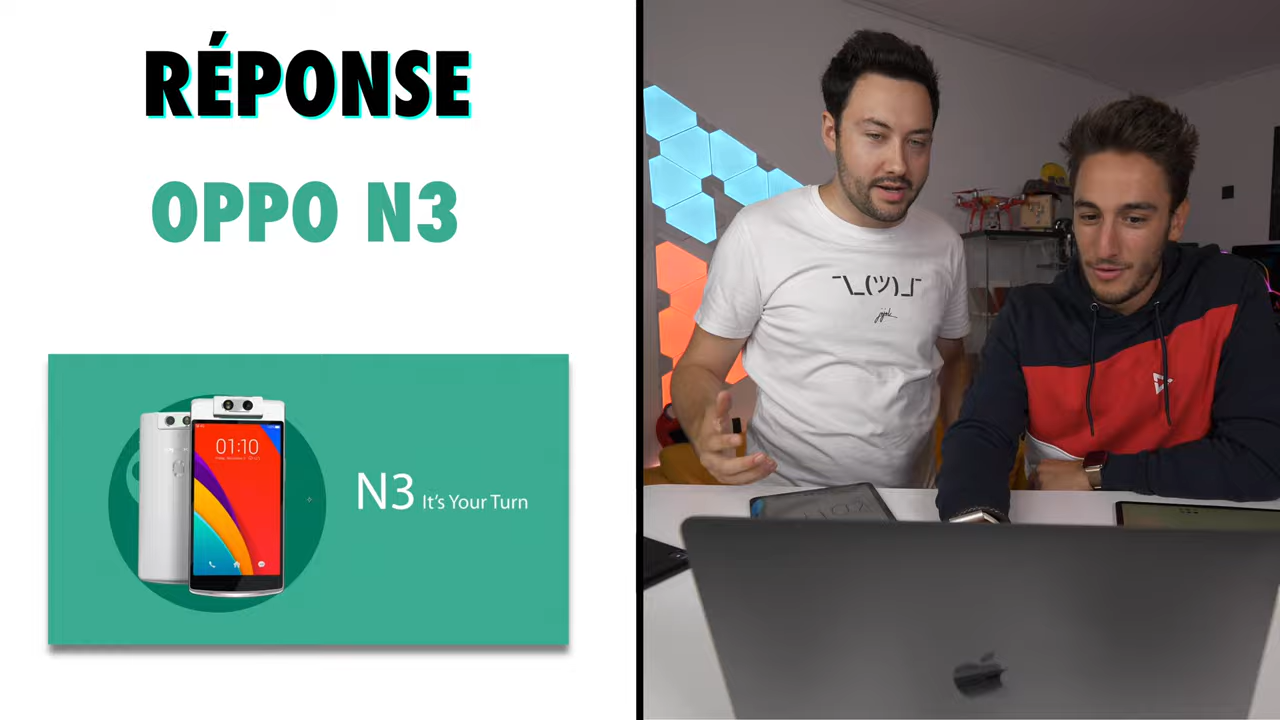 RÉPONSE
OPPO N3
01:10
N3 It's Your Turn
¯\_(ツ)_/¯